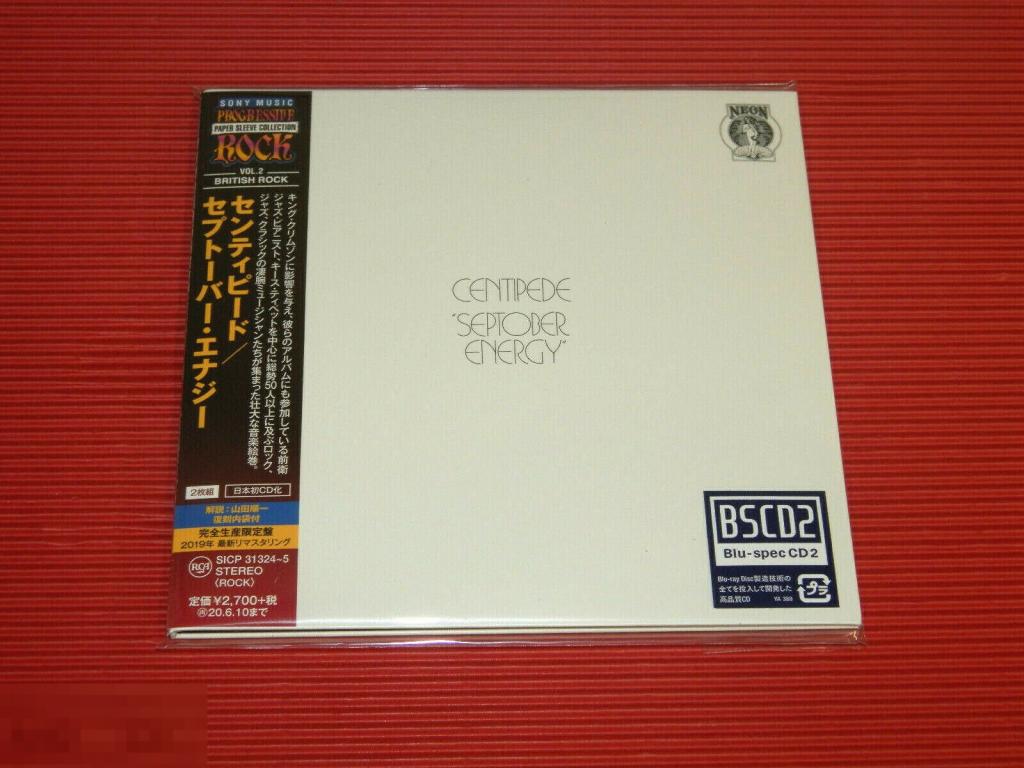 SONY MUSIC
PROGRESSIVE
PAPER SLEEVE COLLECTION
ROCK
VOL.2
BRITISH ROCK
キング・クリムゾンに影響を与え、彼らのアルバムにも参加している前衛
ジャズ・ピアニスト、キース・ティペットを中心に総勢50人以上に及ぶロック、
ジャズ、クラシックの凄腕ミュージシャンたちが集まった壮大な音楽絵巻。
センティピード/
セプトーバー・エナジー
2枚組
日本初CD化
解説:山田順一
復刻内袋付
完全生産限定盤
2019年 最新リマスタリング
RCA
SICP 31324~5
STEREO
〈ROCK〉
定価¥2,700+税
㋐20.6.10まで
NEON
CENTIPEDE
"SEPTOBER
ENERGY"
BSCD2
Blu-spec CD 2
Blu-ray Disc製造技術の
全てを投入して開発した
高品質CD
プラ